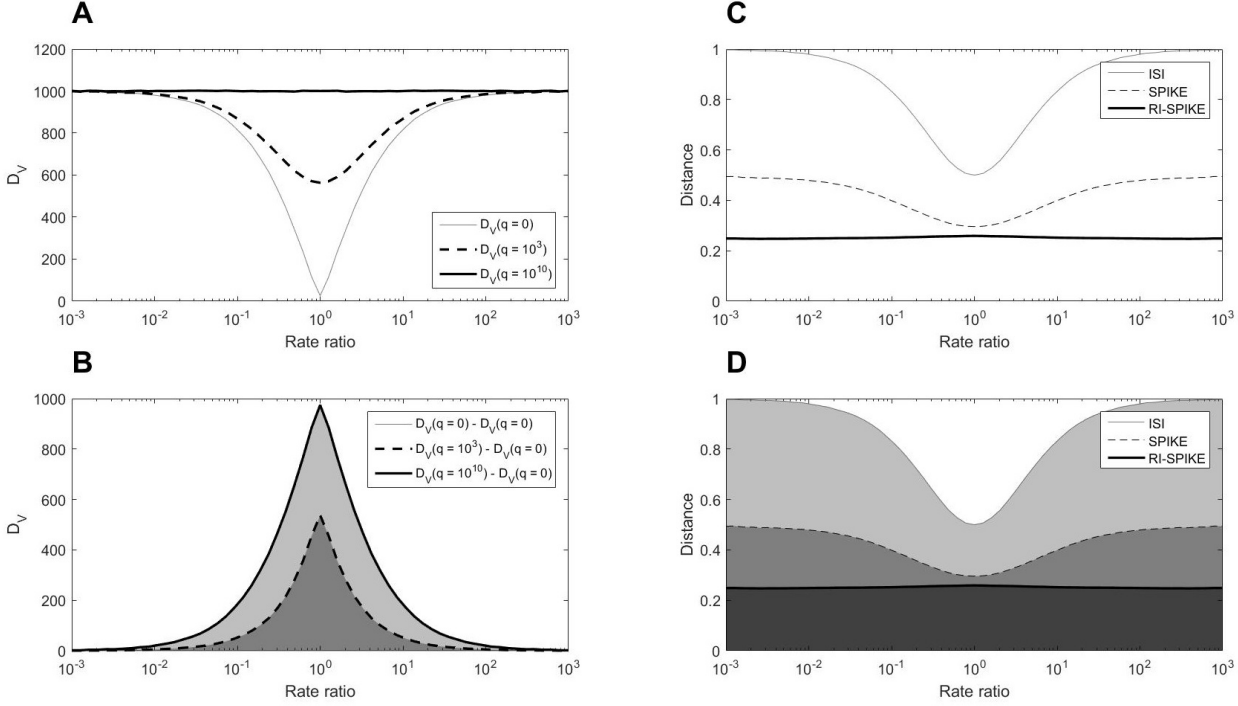 A
1200
1000
800
600
400
200
0
D_V
D_V(q = 0)
D_V(q = 10^3)
D_V(q = 10^10)
10^-3 10^-2 10^-1 10^0 10^1 10^2 10^3
Rate ratio
B
1000
800
600
400
200
0
D_V
D_V(q = 0) - D_V(q = 0)
D_V(q = 10^3) - D_V(q = 0)
D_V(q = 10^10) - D_V(q = 0)
10^-3 10^-2 10^-1 10^0 10^1 10^2 10^3
Rate ratio
C
1
0.8
0.6
0.4
0.2
0
Distance
ISI
SPIKE
RI-SPIKE
10^-3 10^-2 10^-1 10^0 10^1 10^2 10^3
Rate ratio
D
1
0.8
0.6
0.4
0.2
0
Distance
ISI
SPIKE
RI-SPIKE
10^-3 10^-2 10^-1 10^0 10^1 10^2 10^3
Rate ratio